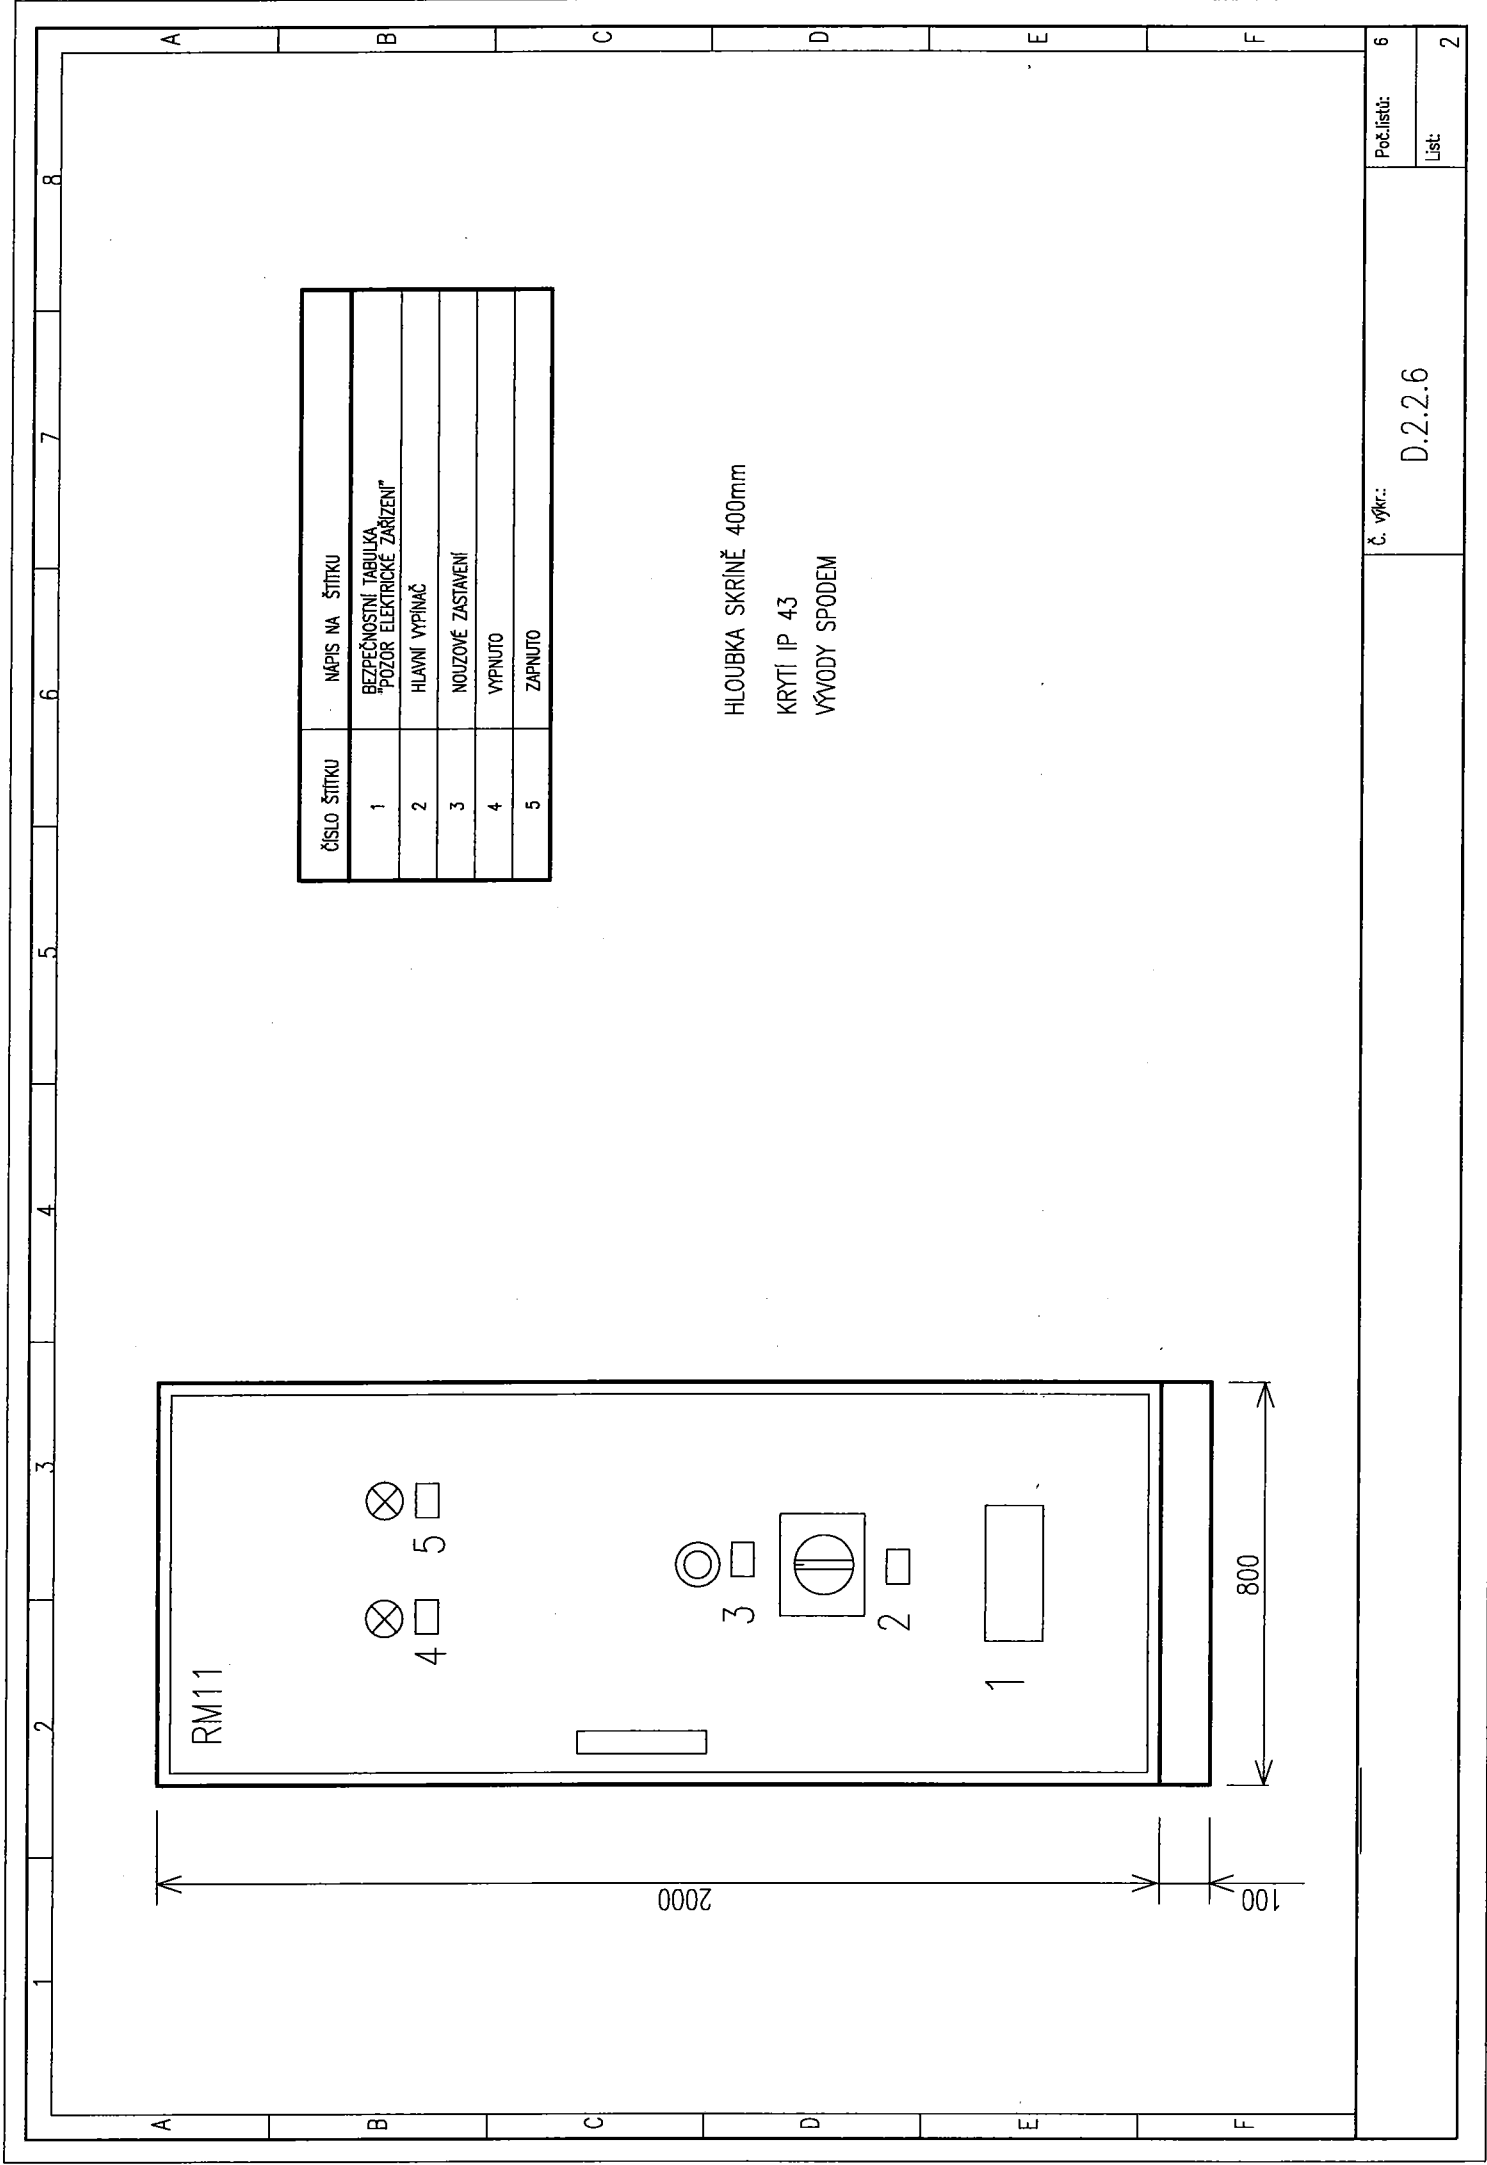 1 2 3 4 5 6 7 8
A
B
C
D
E
F
A
B
C
D
E
F
RM11
4
5
3
2
1
2000
100
800
ČÍSLO ŠTÍTKU NÁPIS NA ŠTÍTKU
1 BEZPEČNOSTNÍ TABULKA
"POZOR ELEKTRICKÉ ZAŘÍZENÍ"
2 HLAVNÍ VYPÍNAČ
3 NOUZOVÉ ZASTAVENÍ
4 VYPNUTO
5 ZAPNUTO
HLOUBKA SKRÍNĚ 400mm
KRYTÍ IP 43
VÝVODY SPODEM
Č. výkr.:
D.2.2.6
Poč.listů: 6
List: 2